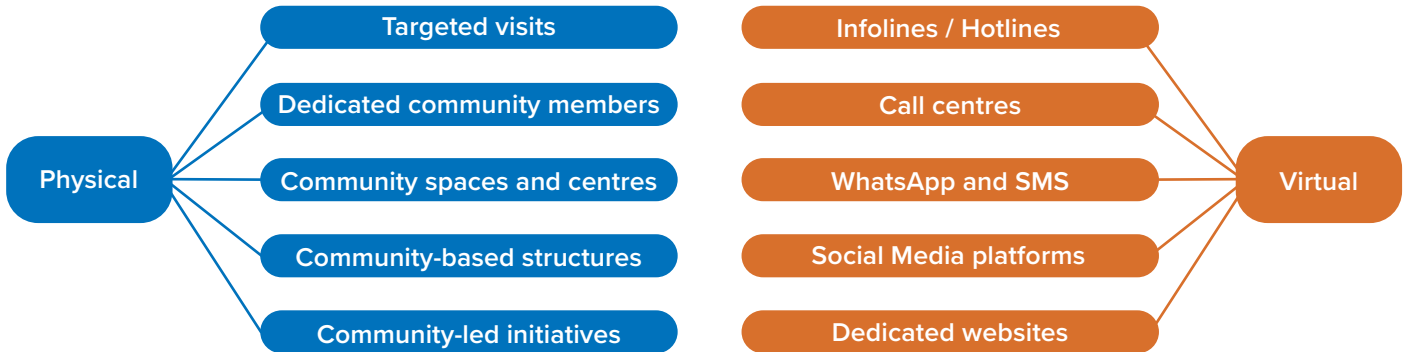 Physical
Targeted visits
Dedicated community members
Community spaces and centres
Community-based structures
Community-led initiatives
Infolines / Hotlines
Call centres
WhatsApp and SMS
Social Media platforms
Dedicated websites
Virtual